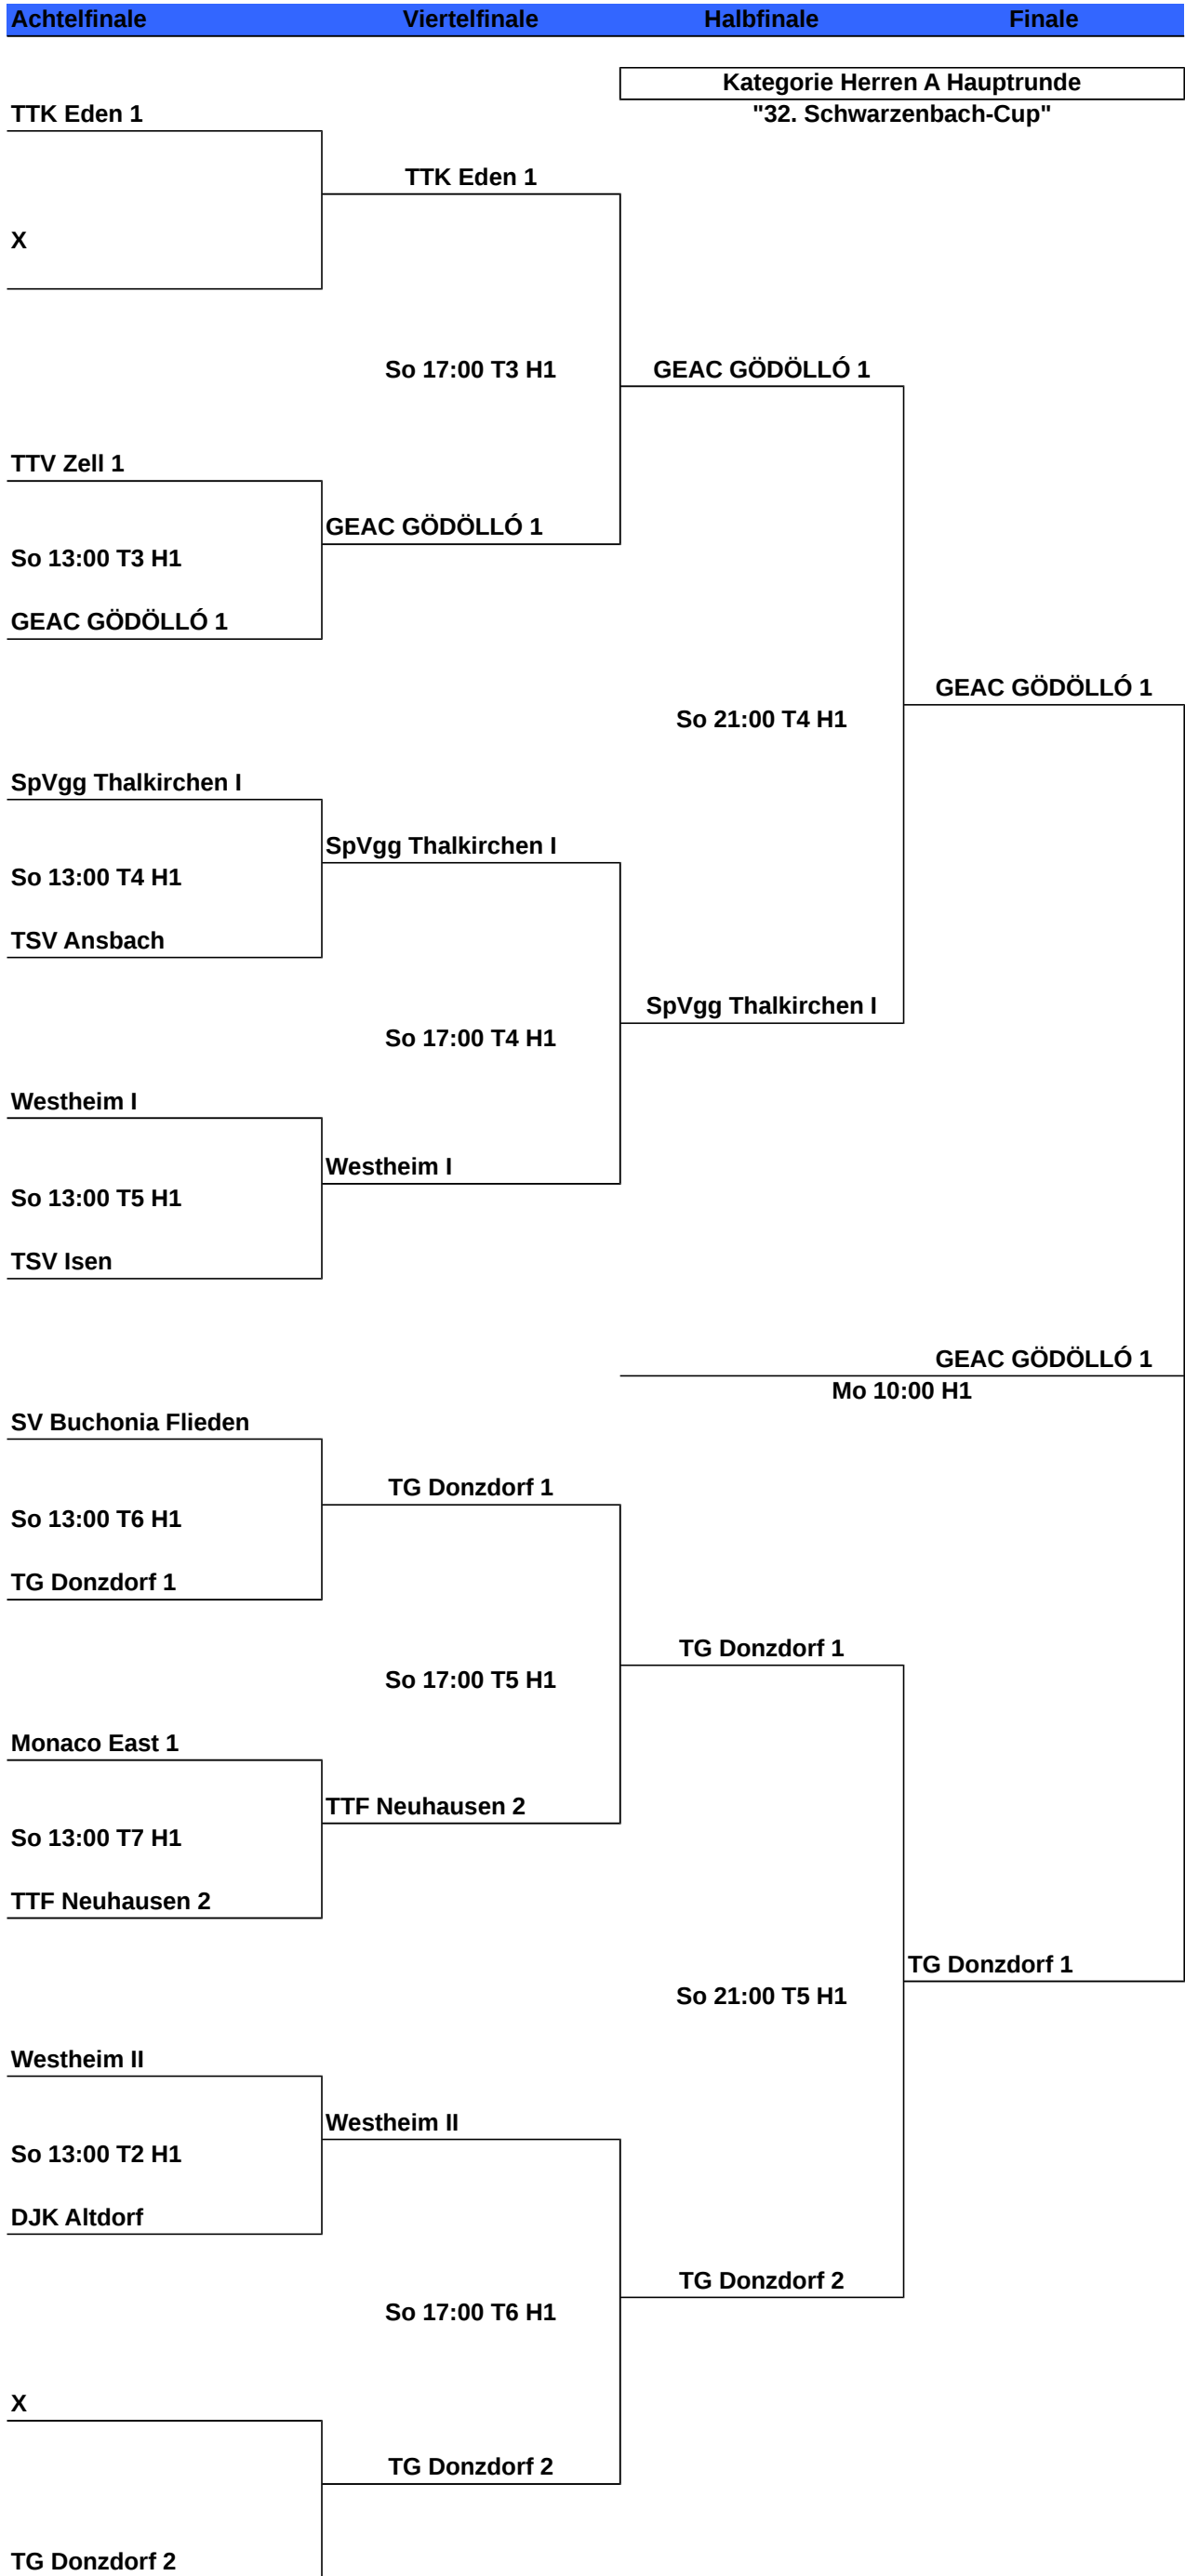 Achtelfinale Viertelfinale Halbfinale Finale
Kategorie Herren A Hauptrunde
TTK Eden 1 "32. Schwarzenbach-Cup"
TTK Eden 1
X
So 17:00 T3 H1 GEAC GÖDÖLLÓ 1
TTV Zell 1
GEAC GÖDÖLLÓ 1
So 13:00 T3 H1
GEAC GÖDÖLLÓ 1
GEAC GÖDÖLLÓ 1
So 21:00 T4 H1
SpVgg Thalkirchen I
SpVgg Thalkirchen I
So 13:00 T4 H1
TSV Ansbach
SpVgg Thalkirchen I
So 17:00 T4 H1
Westheim I
Westheim I
So 13:00 T5 H1
TSV Isen
GEAC GÖDÖLLÓ 1
Mo 10:00 H1
SV Buchonia Flieden
TG Donzdorf 1
So 13:00 T6 H1
TG Donzdorf 1
TG Donzdorf 1
So 17:00 T5 H1
Monaco East 1
TTF Neuhausen 2
So 13:00 T7 H1
TTF Neuhausen 2
TG Donzdorf 1
So 21:00 T5 H1
Westheim II
Westheim II
So 13:00 T2 H1
DJK Altdorf
TG Donzdorf 2
So 17:00 T6 H1
X
TG Donzdorf 2
TG Donzdorf 2